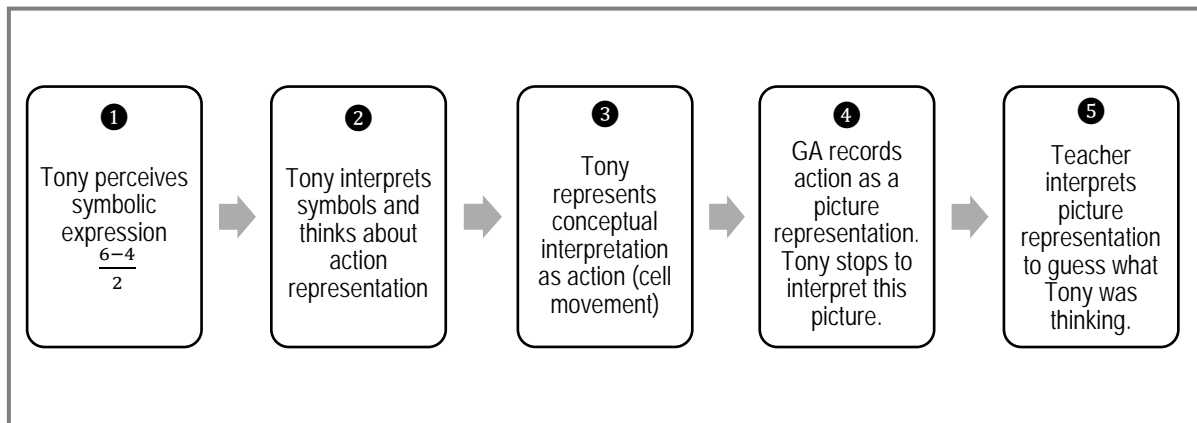 ❶
Tony perceives
symbolic
expression
6−4
2
❷
Tony interprets
symbols and
thinks about
action
representation
❸
Tony
represents
conceptual
interpretation
as action (cell
movement)
❹
GA records
action as a
picture
representation.
Tony stops to
interpret this
picture.
❺
Teacher
interprets
picture
representation
to guess what
Tony was
thinking.